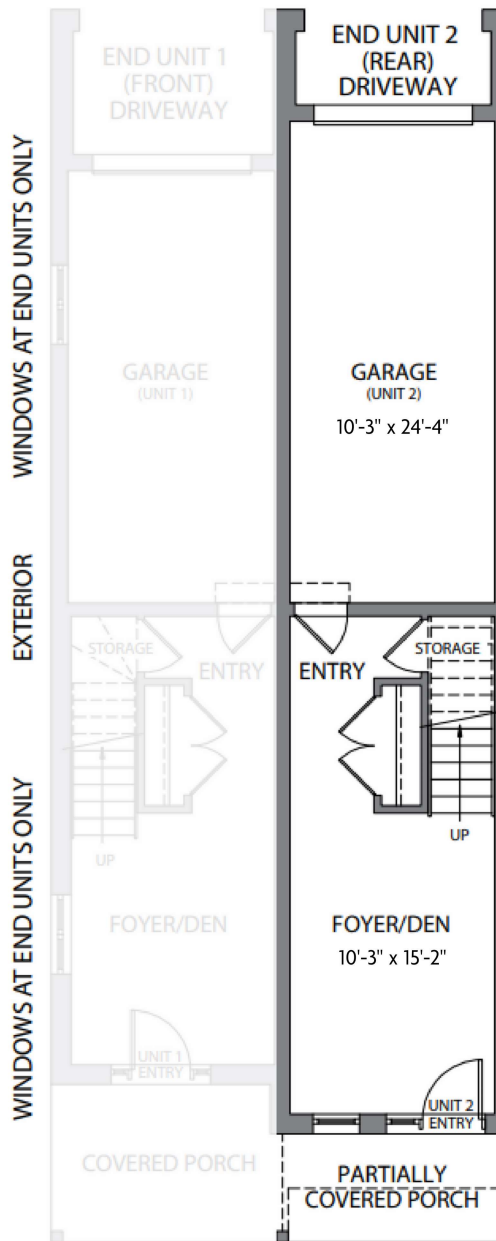 END UNIT 1
(FRONT)
DRIVEWAY
END UNIT 2
(REAR)
DRIVEWAY
WINDOWS AT END UNITS ONLY
GARAGE
(UNIT 1)
GARAGE
(UNIT 2)
10'-3" x 24'-4"
EXTERIOR
STORAGE
ENTRY
ENTRY
STORAGE
UP
UP
WINDOWS AT END UNITS ONLY
FOYER/DEN
FOYER/DEN
10'-3" x 15'-2"
UNIT 1
ENTRY
UNIT 2
ENTRY
COVERED PORCH
PARTIALLY
COVERED PORCH